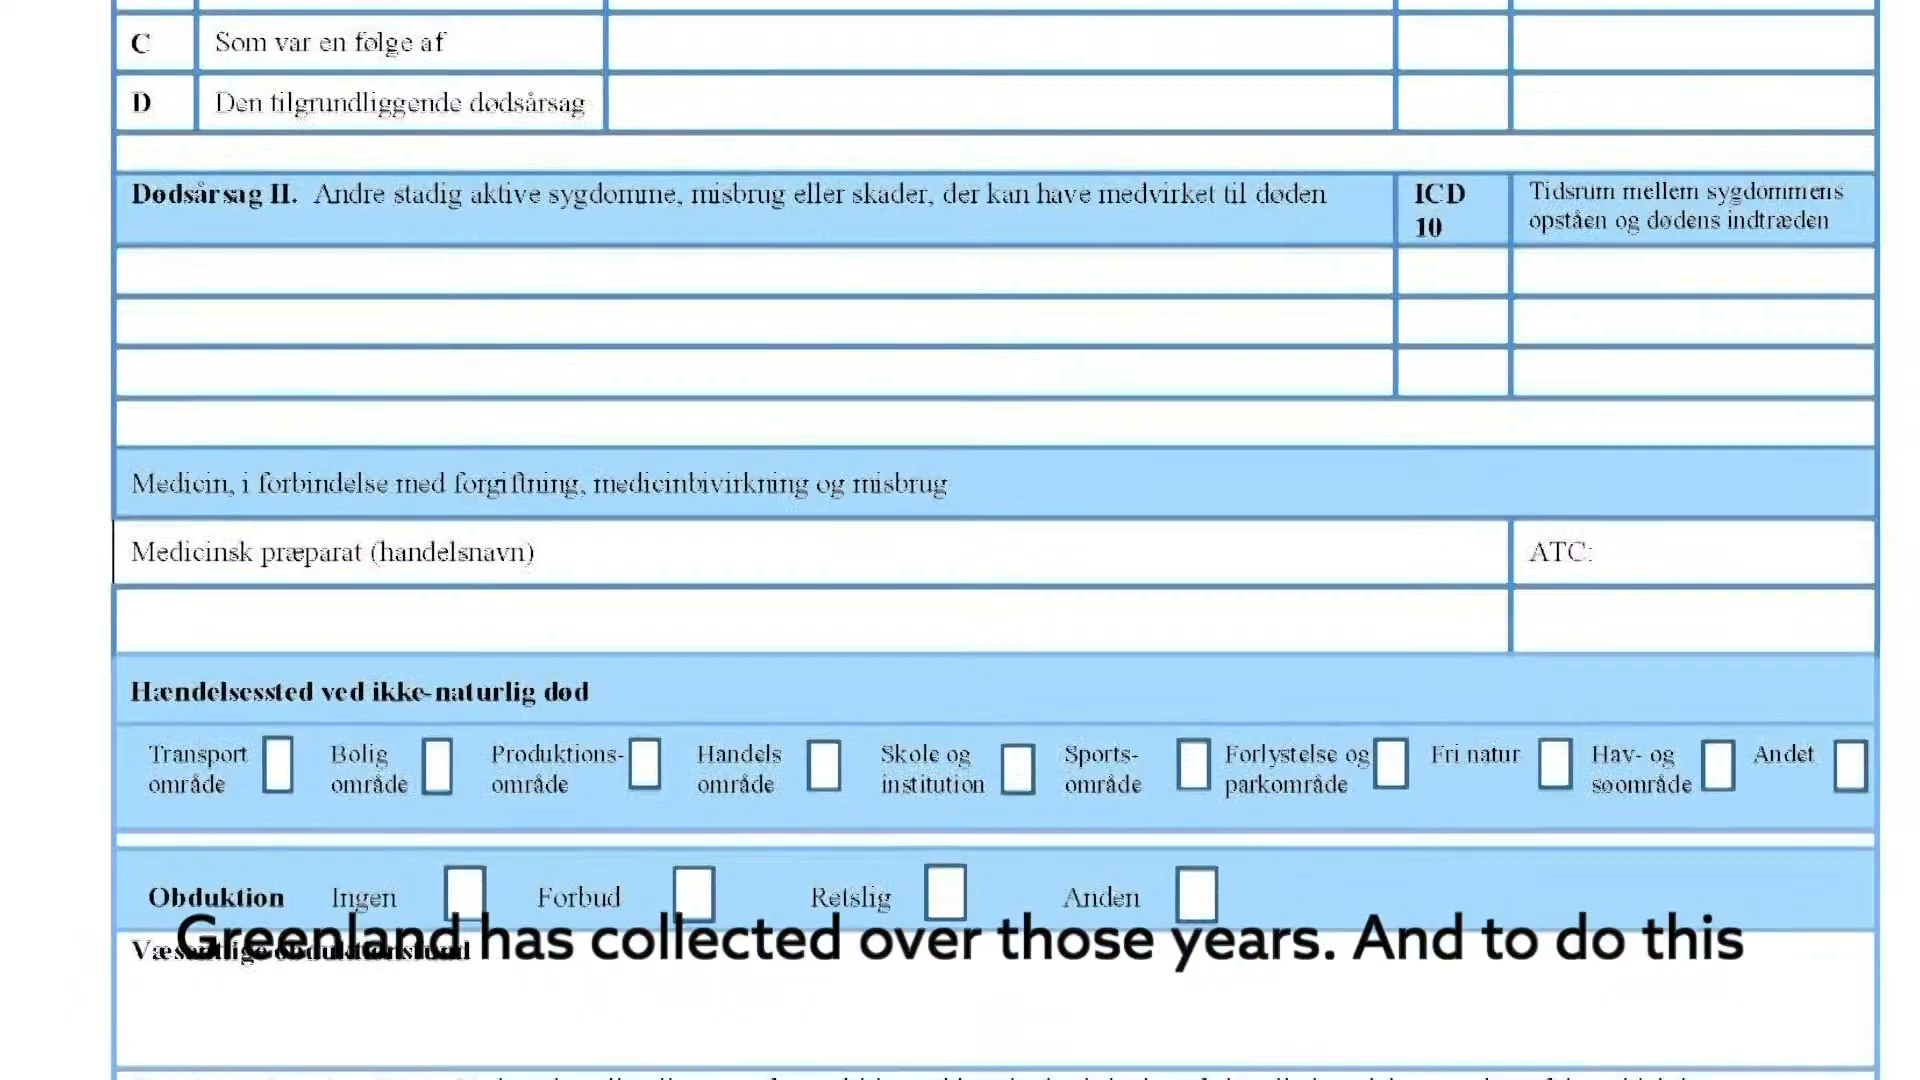 C Som var en følge af
D Den tilgrundliggende dødsårsag
Dødsårsag II. Andre stadig aktive sygdomme, misbrug eller skader, der kan have medvirket til døden
ICD
10
Tidsrum mellem sygdommens
opståen og dødens indtræden
Medicin, i forbindelse med forgiftning, medicinbivirkning og misbrug
Medicinsk præparat (handelsnavn) ATC:
Hændelsessted ved ikke-naturlig død
Transport
område
Bolig
område
Produktions-
område
Handels
område
Skole og
institution
Sports-
område
Forlystelse og
parkområde
Fri natur
Hav- og
søområde
Andet
Obduktion Ingen Forbud Retslig Anden
Væsentlige obduktionsfund
Greenland has collected over those years. And to do this